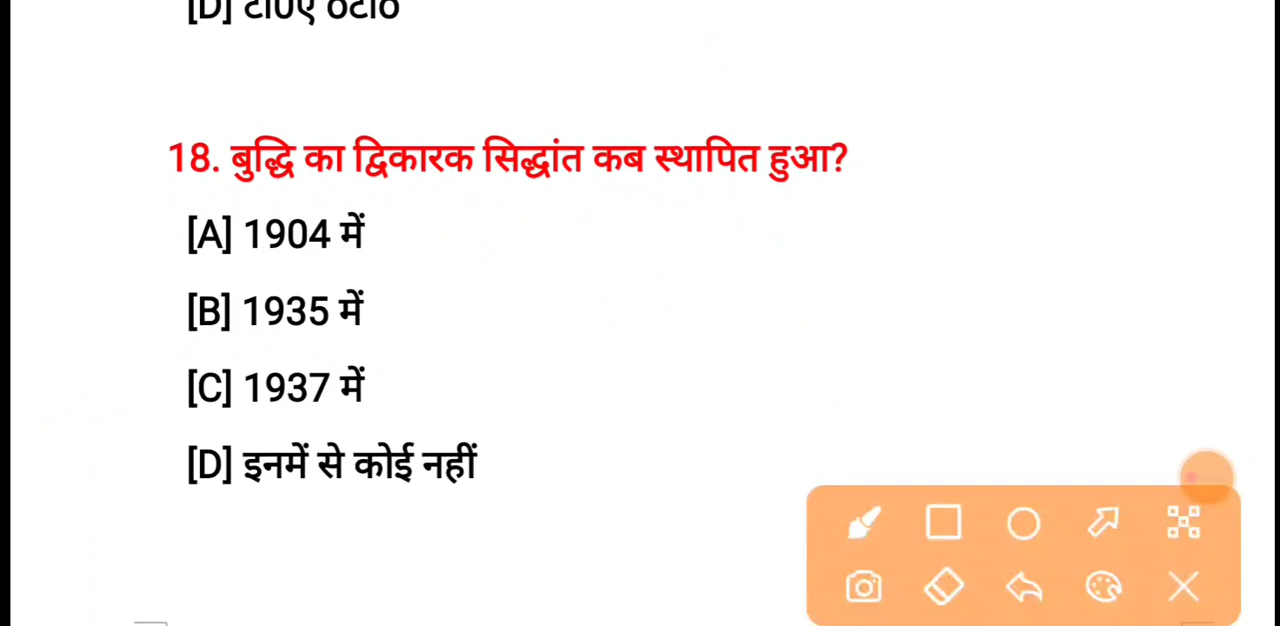 [D]
18. बुद्धि का द्विकारक सिद्धांत कब स्थापित हुआ?
[A] 1904 में
[B] 1935 में
[C] 1937 में
[D] इनमें से कोई नहीं